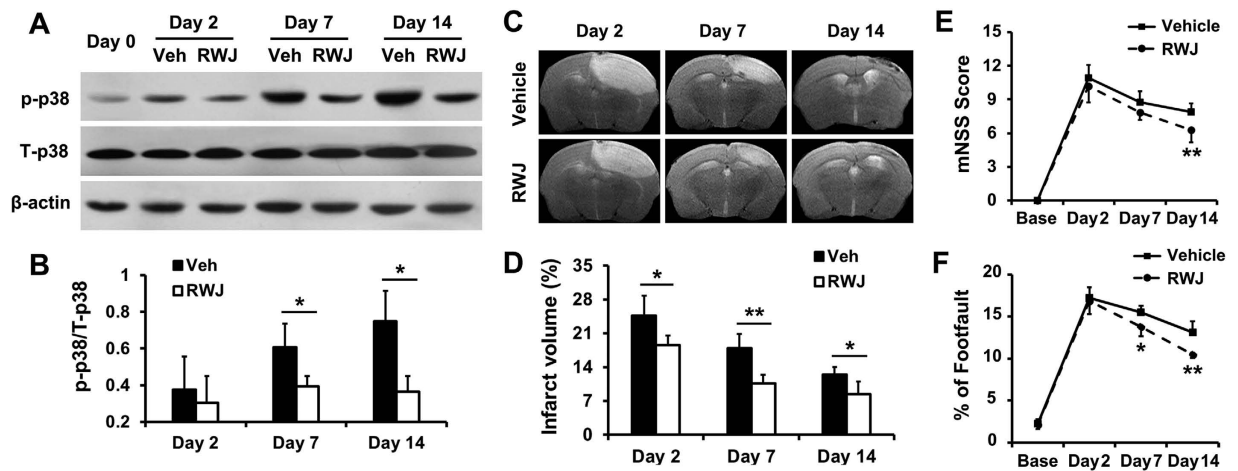 A
Day 0
Day 2
Day 7
Day 14
Veh RWJ
Veh RWJ
Veh RWJ
p-p38
T-p38
β-actin
B
p-p38/T-p38
1
0.8
0.6
0.4
0.2
Veh
RWJ
*
*
Day 2
Day 7
Day 14
C
Day 2
Day 7
Day 14
Vehicle
RWJ
D
Infarct volume (%)
35
28
21
14
7
0
Veh
RWJ
*
**
*
Day 2
Day 7
Day 14
E
mNSS Score
15
12
9
6
3
0
Vehicle
RWJ
**
Base Day2 Day7 Day14
F
% of Footfault
20
15
10
5
0
Vehicle
RWJ
*
**
Base Day2 Day7 Day14